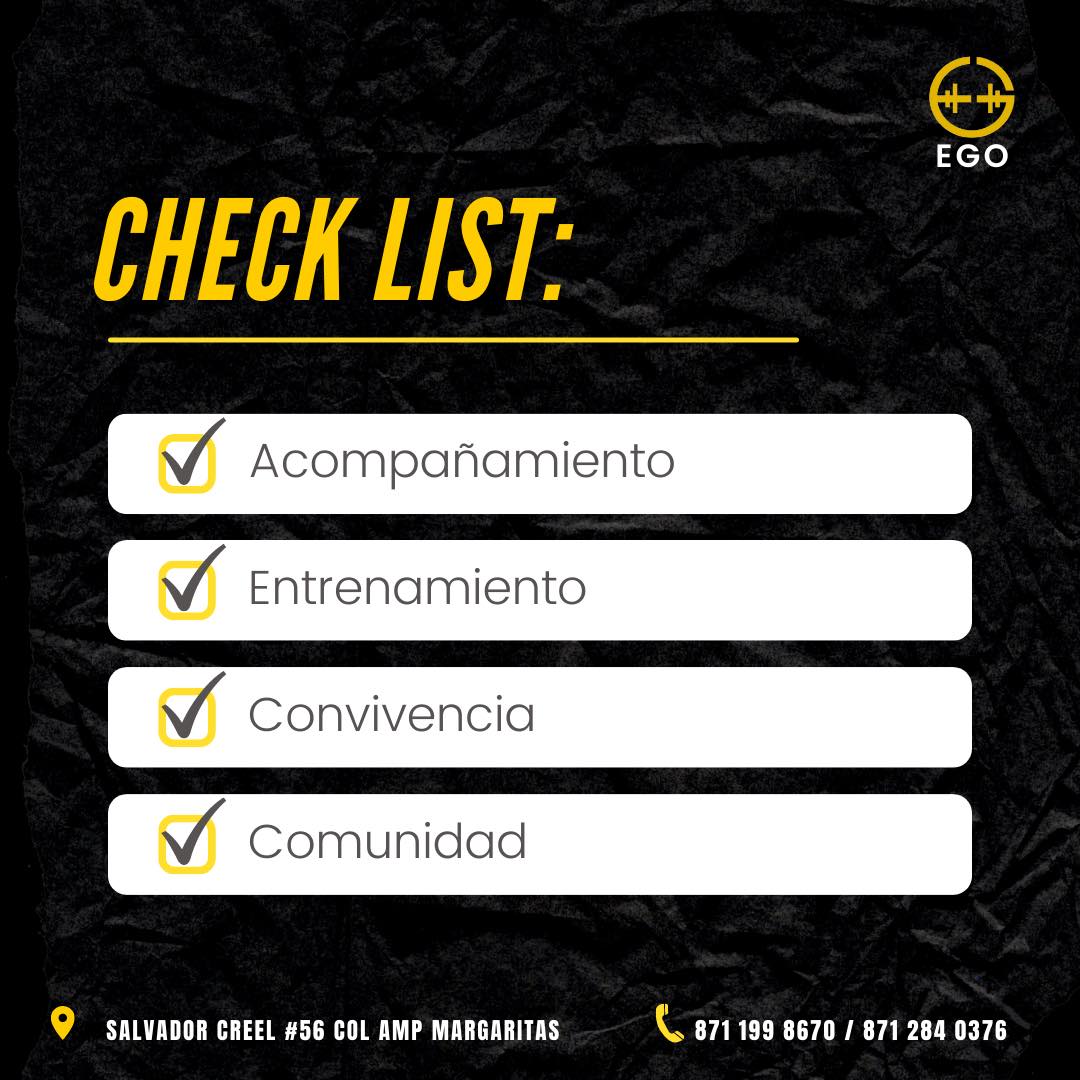 EGO
CHECK LIST:
Acompañamiento
Entrenamiento
Convivencia
Comunidad
SALVADOR CREEL #56 COL AMP MARGARITAS
871 199 8670 / 871 284 0376